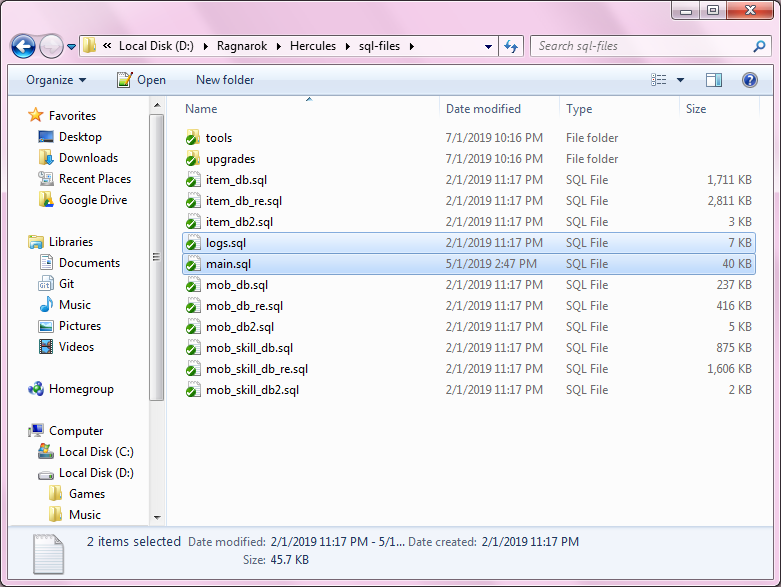 « Local Disk (D:) Ragnarok Hercules sql-files Search sql-files
Organize Open New folder
Favorites
Desktop
Downloads
Recent Places
Google Drive
Libraries
Documents
Git
Music
Pictures
Videos
Homegroup
Computer
Local Disk (C:)
Local Disk (D:)
Games
Music
Name Date modified Type Size
tools 7/1/2019 10:16 PM File folder
upgrades 7/1/2019 10:16 PM File folder
item_db.sql 2/1/2019 11:17 PM SQL File 1,711 KB
item_db_re.sql 2/1/2019 11:17 PM SQL File 2,811 KB
item_db2.sql 2/1/2019 11:17 PM SQL File 3 KB
logs.sql 2/1/2019 11:17 PM SQL File 7 KB
main.sql 5/1/2019 2:47 PM SQL File 40 KB
mob_db.sql 2/1/2019 11:17 PM SQL File 237 KB
mob_db_re.sql 2/1/2019 11:17 PM SQL File 416 KB
mob_db2.sql 2/1/2019 11:17 PM SQL File 5 KB
mob_skill_db.sql 2/1/2019 11:17 PM SQL File 875 KB
mob_skill_db_re.sql 2/1/2019 11:17 PM SQL File 1,606 KB
mob_skill_db2.sql 2/1/2019 11:17 PM SQL File 2 KB
2 items selected Date modified: 2/1/2019 11:17 PM - 5/1... Date created: 2/1/2019 11:17 PM
Size: 45.7 KB